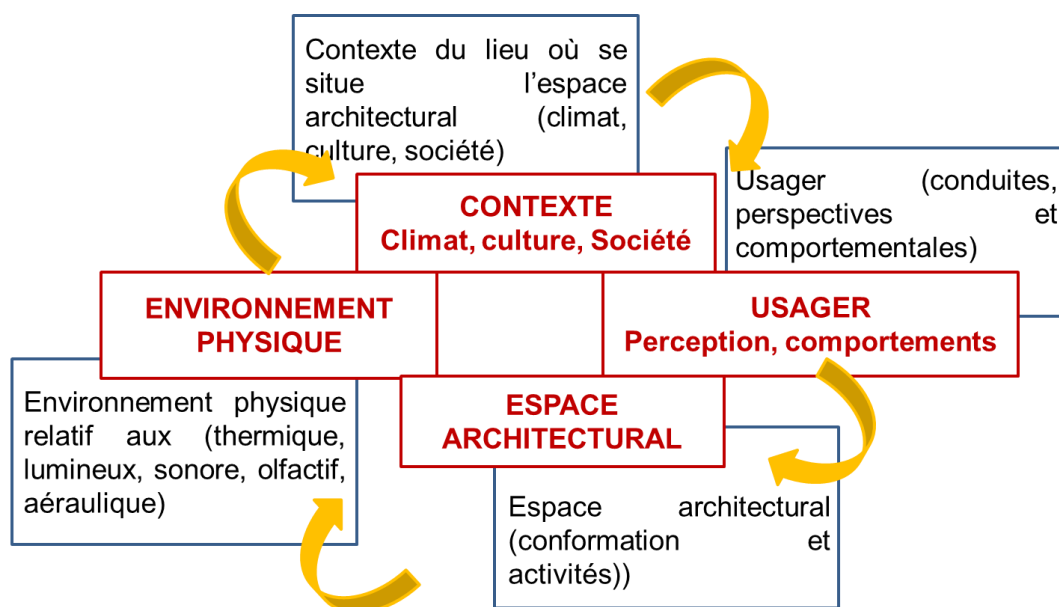 Contexte du lieu où se
situe l’espace
architectural (climat,
culture, société)
CONTEXTE
Climat, culture, Société
Usager (conduites,
perspectives et
comportementales)
ENVIRONNEMENT
PHYSIQUE
USAGER
Perception, comportements
Environnement physique
relatif aux (thermique,
lumineux, sonore, olfactif,
aéraulique)
ESPACE
ARCHITECTURAL
Espace architectural
(conformation et
activités))